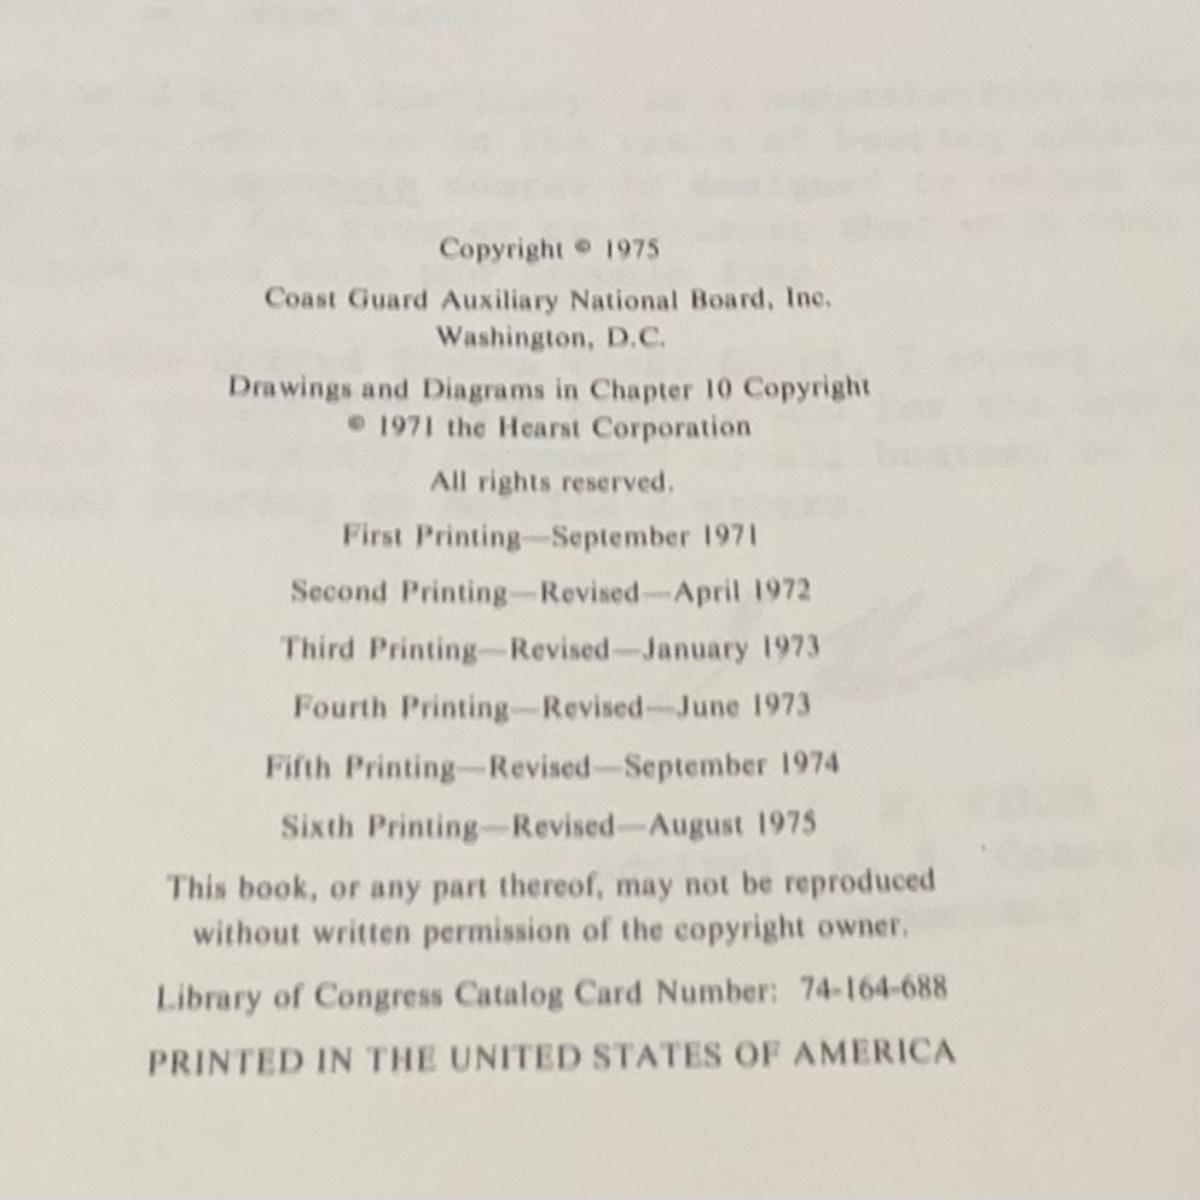 Copyright © 1975
Coast Guard Auxiliary National Board, Inc.
Washington, D.C.
Drawings and Diagrams in Chapter 10 Copyright
© 1971 the Hearst Corporation
All rights reserved.
First Printing—September 1971
Second Printing—Revised—April 1972
Third Printing—Revised—January 1973
Fourth Printing—Revised—June 1973
Fifth Printing—Revised—September 1974
Sixth Printing—Revised—August 1975
This book, or any part thereof, may not be reproduced
without written permission of the copyright owner.
Library of Congress Catalog Card Number: 74-164-688
PRINTED IN THE UNITED STATES OF AMERICA